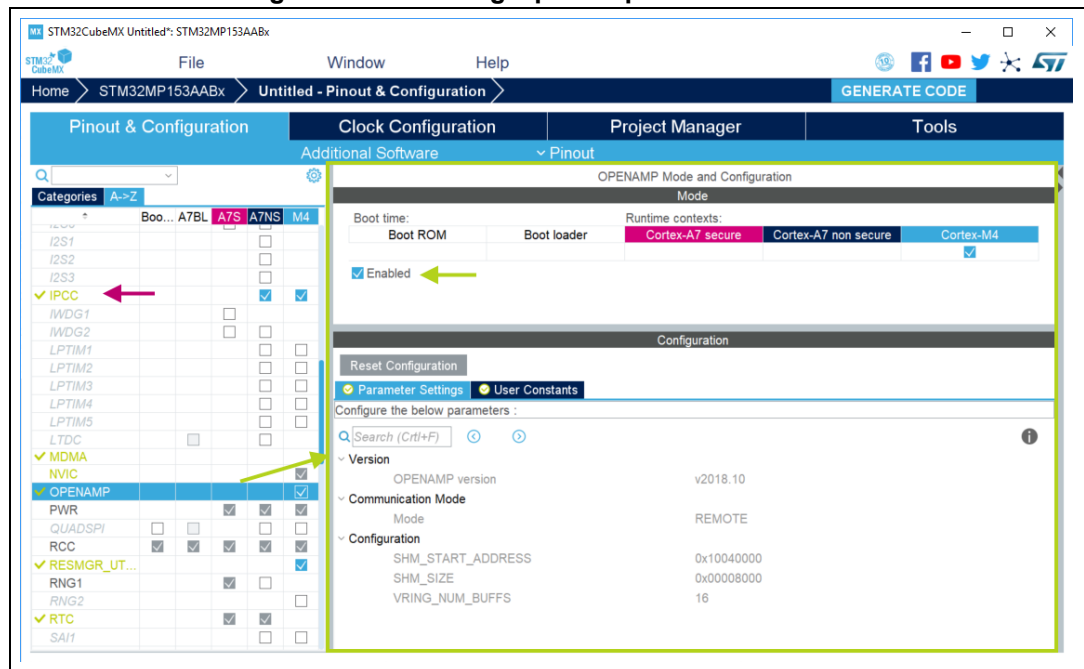 STM32CubeMX Untitled*: STM32MP153AABx
STM32 CubeMX File Window Help
Home STM32MP153AABx Untitled - Pinout & Configuration GENERATE CODE
Pinout & Configuration Clock Configuration Project Manager Tools
Additional Software Pinout
OPENAMP Mode and Configuration
Mode
Categories A->Z
Boo... A7BL A7S A7NS M4
I2S1
I2S2
I2S3
IPCC
IWDG1
IWDG2
LPTIM1
LPTIM2
LPTIM3
LPTIM4
LPTIM5
LTDC
MDMA
NVIC
OPENAMP
PWR
QUADSPI
RCC
RESMGR_UT...
RNG1
RNG2
RTC
SAI1
Boot time: Runtime contexts:
Boot ROM Boot loader Cortex-A7 secure Cortex-A7 non secure Cortex-M4
Enabled
Configuration
Reset Configuration
Parameter Settings User Constants
Configure the below parameters :
Search (Crtl+F)
Version
OPENAMP version v2018.10
Communication Mode
Mode REMOTE
Configuration
SHM_START_ADDRESS 0x10040000
SHM_SIZE 0x00008000
VRING_NUM_BUFFS 16